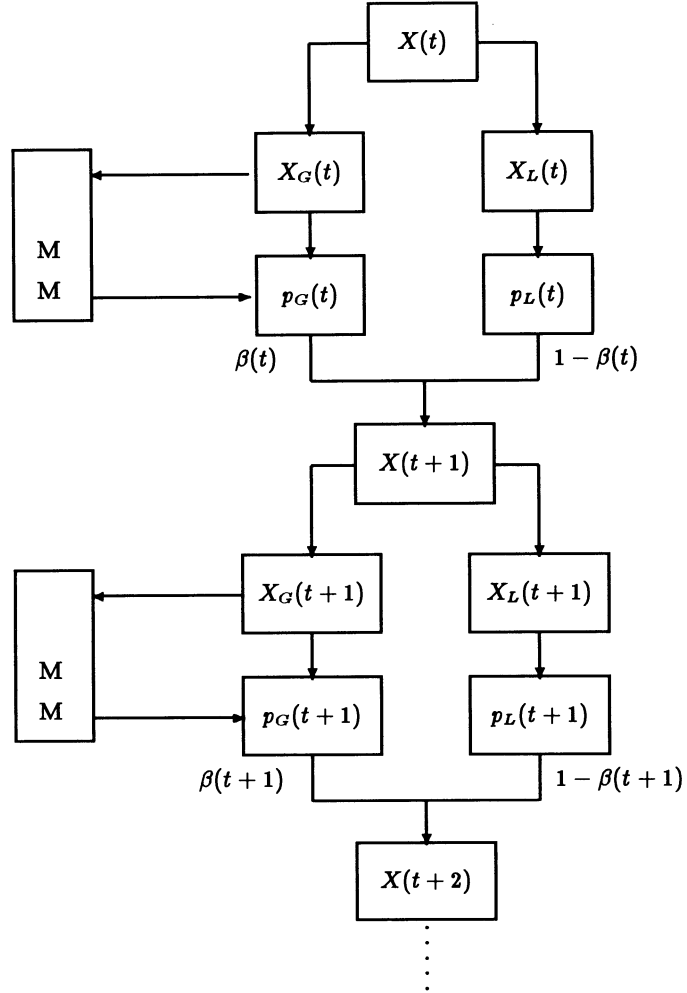 X(t)
X_G(t)
X_L(t)
M
M
p_G(t)
p_L(t)
β(t)
1 − β(t)
X(t+1)
X_G(t+1)
X_L(t+1)
M
M
p_G(t+1)
p_L(t+1)
β(t+1)
1 − β(t+1)
X(t+2)